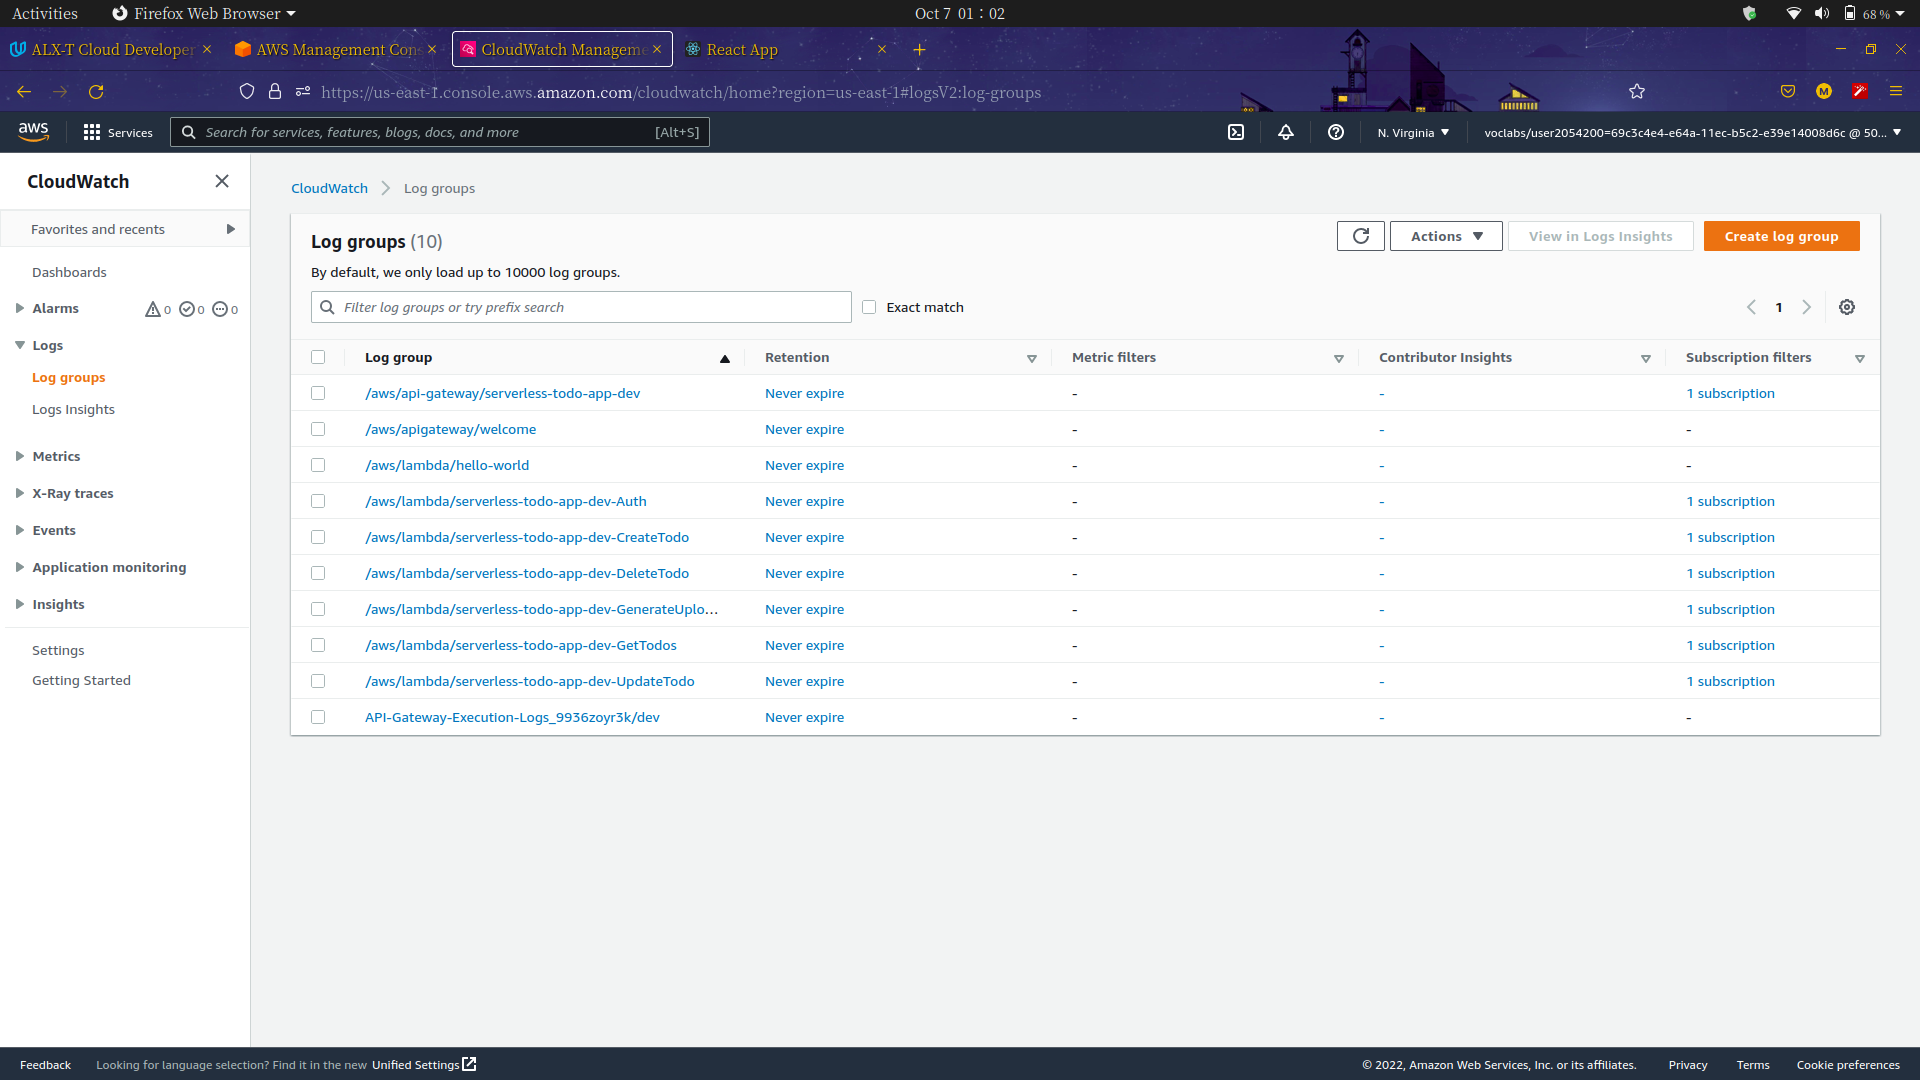 Activities Firefox Web Browser Oct 7 01 : 02 68 %
ALX-T Cloud Developer AWS Management Con CloudWatch Manageme React App
https://us-east-1.console.aws.amazon.com/cloudwatch/home?region=us-east-1#logsV2:log-groups M
aws Services Search for services, features, blogs, docs, and more [Alt+S] N. Virginia voclabs/user2054200=69c3c4e4-e64a-11ec-b5c2-e39e14008d6c @ 50...
CloudWatch
Favorites and recents
Dashboards
Alarms 0 0 0
Logs
Log groups
Logs Insights
Metrics
X-Ray traces
Events
Application monitoring
Insights
Settings
Getting Started
CloudWatch Log groups
Log groups (10) Actions View in Logs Insights Create log group
By default, we only load up to 10000 log groups.
Filter log groups or try prefix search Exact match 1
Log group Retention Metric filters Contributor Insights Subscription filters
/aws/api-gateway/serverless-todo-app-dev Never expire - - 1 subscription
/aws/apigateway/welcome Never expire - - -
/aws/lambda/hello-world Never expire - - -
/aws/lambda/serverless-todo-app-dev-Auth Never expire - - 1 subscription
/aws/lambda/serverless-todo-app-dev-CreateTodo Never expire - - 1 subscription
/aws/lambda/serverless-todo-app-dev-DeleteTodo Never expire - - 1 subscription
/aws/lambda/serverless-todo-app-dev-GenerateUplo... Never expire - - 1 subscription
/aws/lambda/serverless-todo-app-dev-GetTodos Never expire - - 1 subscription
/aws/lambda/serverless-todo-app-dev-UpdateTodo Never expire - - 1 subscription
API-Gateway-Execution-Logs_9936zoyr3k/dev Never expire - - -
Feedback Looking for language selection? Find it in the new Unified Settings © 2022, Amazon Web Services, Inc. or its affiliates. Privacy Terms Cookie preferences